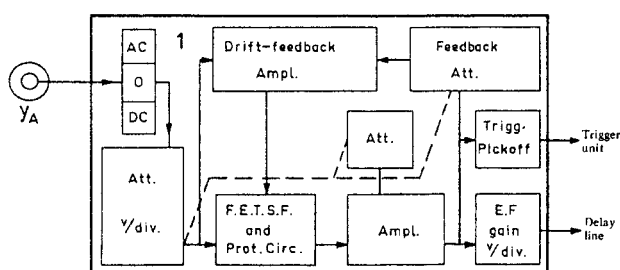 1
AC
0
DC
YA
Drift-feedback
Ampl.
Feedback
Att.
Att.
Trigg.
Pickoff
Trigger
unit
Att.
V/div.
F.E.T.S.F.
and
Prot. Circ.
Ampl.
E.F
gain
V/div.
Delay
line